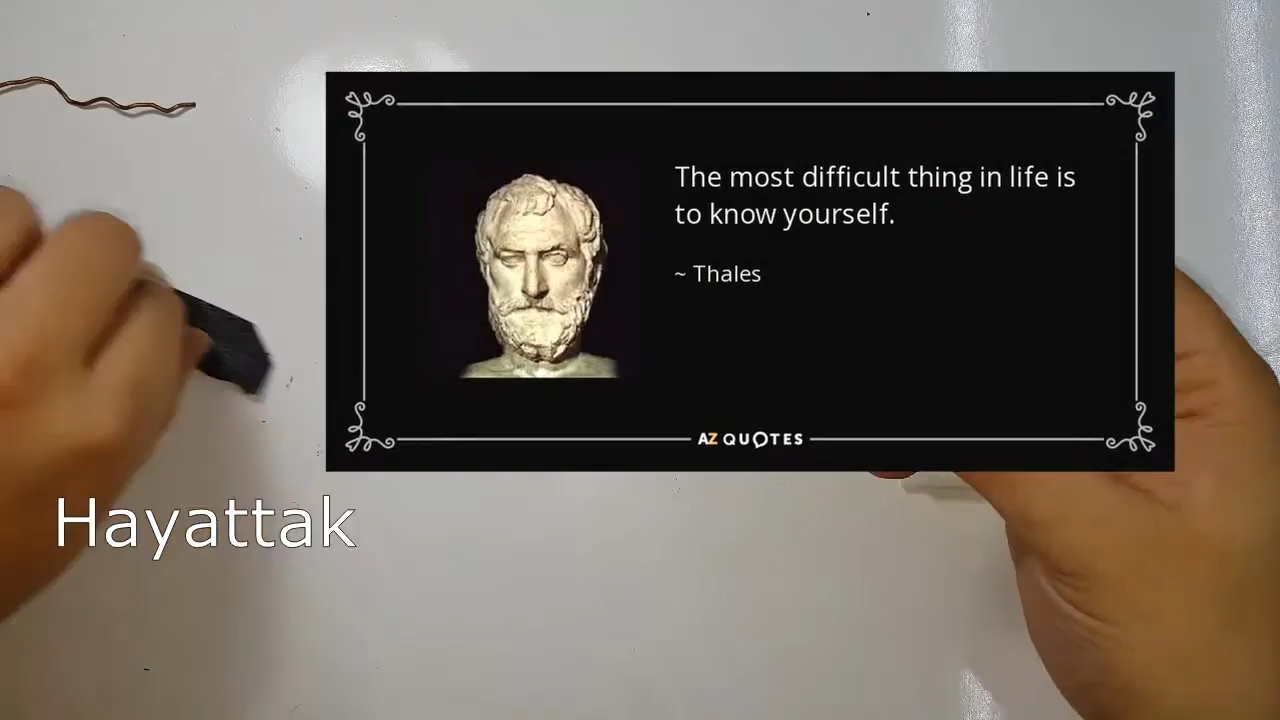 The most difficult thing in life is
to know yourself.
~ Thales
AZ QUOTES
Hayattak